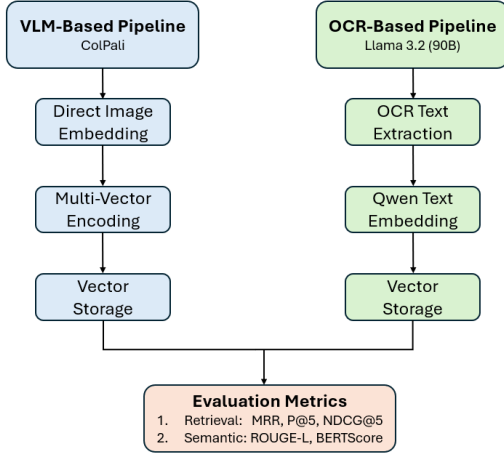 VLM-Based Pipeline
ColPali
Direct Image
Embedding
Multi-Vector
Encoding
Vector
Storage
OCR-Based Pipeline
Llama 3.2 (90B)
OCR Text
Extraction
Qwen Text
Embedding
Vector
Storage
Evaluation Metrics
1. Retrieval: MRR, P@5, NDCG@5
2. Semantic: ROUGE-L, BERTScore